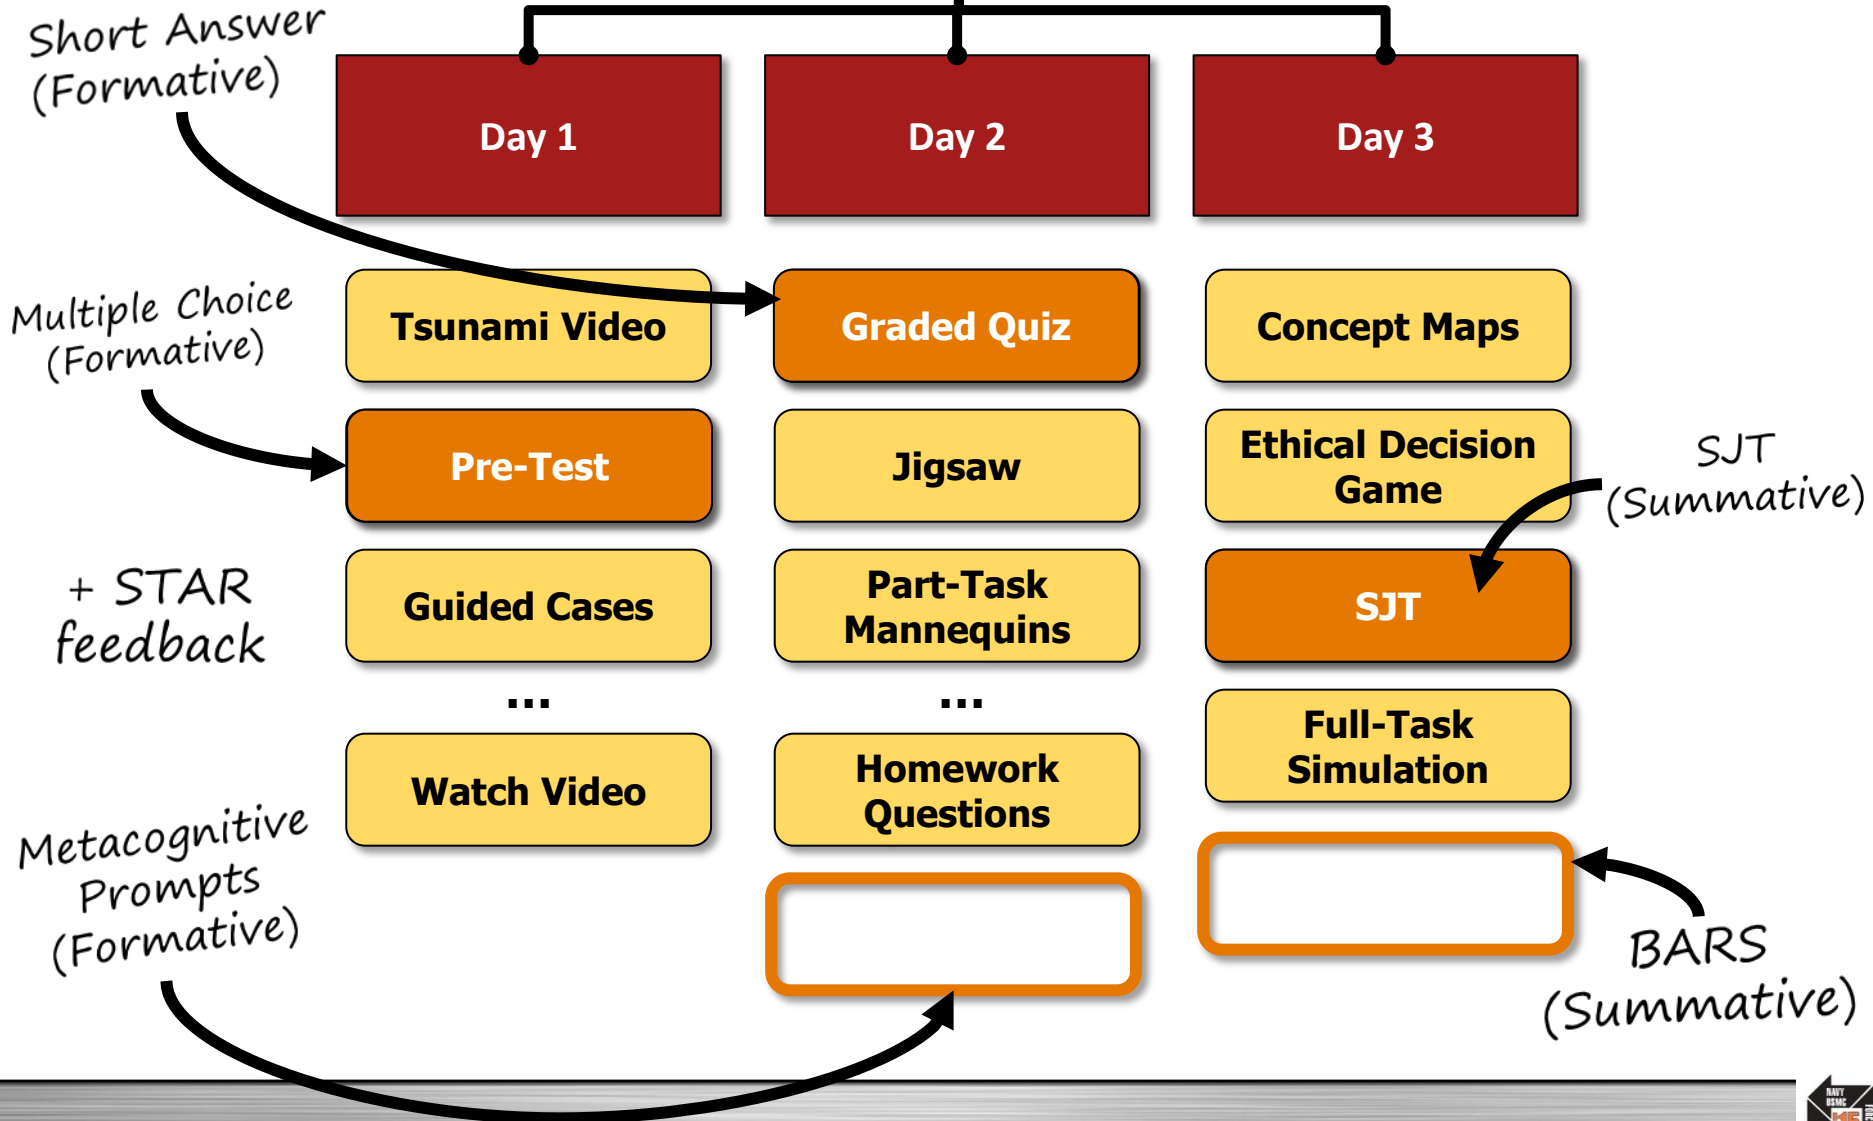 Short Answer
(Formative)
Day 1
Day 2
Day 3
Multiple Choice
(Formative)
Tsunami Video
Graded Quiz
Concept Maps
Pre-Test
Jigsaw
Ethical Decision
Game
SJT
(Summative)
+ STAR
feedback
Guided Cases
Part-Task
Mannequins
SJT
...
...
Full-Task
Simulation
Watch Video
Homework
Questions
Metacognitive
Prompts
(Formative)
BARS
(Summative)
NAVY
USMC